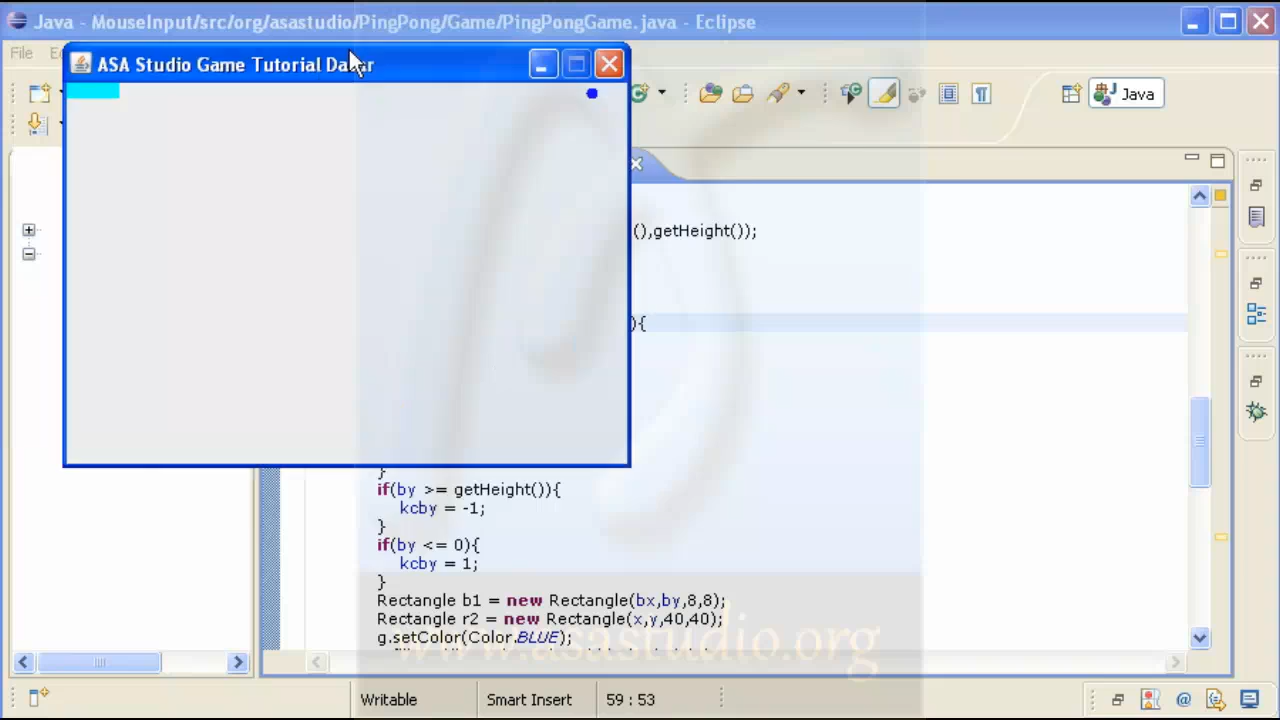 Java - MouseInput/src/org/asastudio/PingPong/Game/PingPongGame.java - Eclipse
File
ASA Studio Game Tutorial
Java
(),getHeight());
){
}
if(by >= getHeight()){
kcby = -1;
}
if(by <= 0){
kcby = 1;
}
Rectangle b1 = new Rectangle(bx,by,8,8);
Rectangle r2 = new Rectangle(x,y,40,40);
g.setColor(Color.BLUE);
www.asastudio.org
Writable
Smart Insert
59 : 53